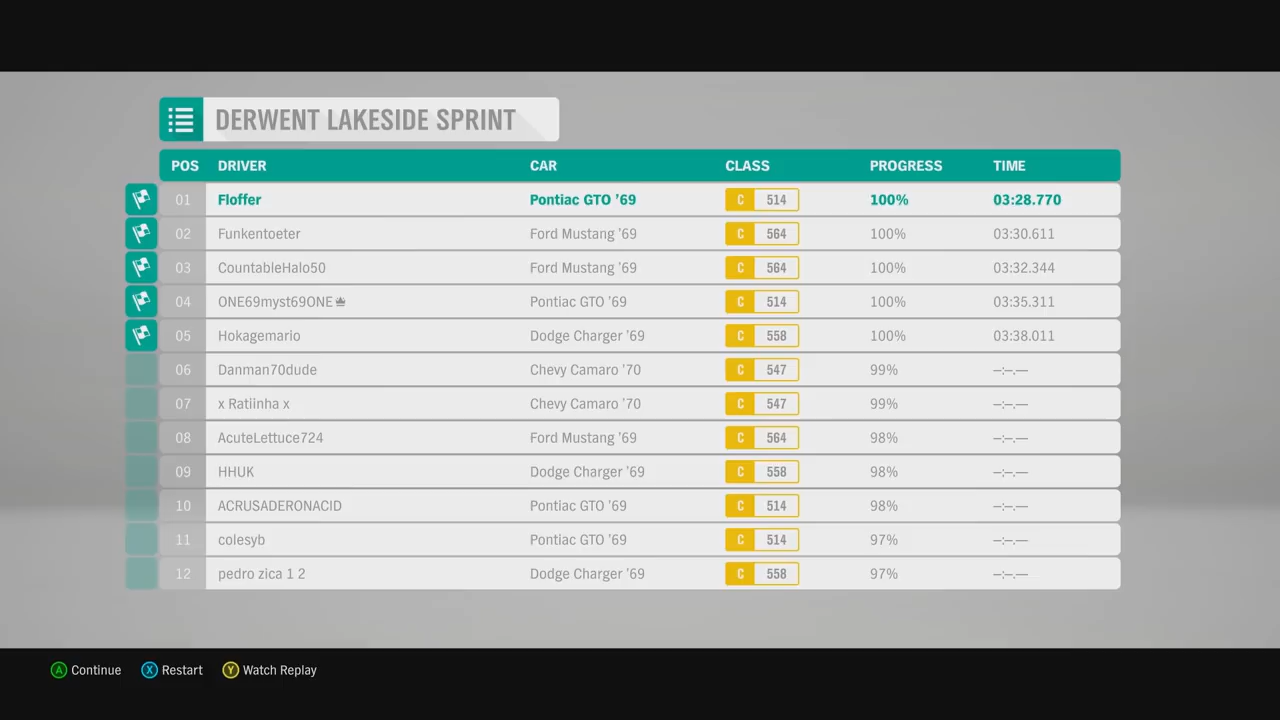 DERWENT LAKESIDE SPRINT
POS DRIVER CAR CLASS PROGRESS TIME
01 Floffer Pontiac GTO '69 C 514 100% 03:28.770
02 Funkentoeter Ford Mustang '69 C 564 100% 03:30.611
03 CountableHalo50 Ford Mustang '69 C 564 100% 03:32.344
04 ONE69myst69ONE Pontiac GTO '69 C 514 100% 03:35.311
05 Hokagemario Dodge Charger '69 C 558 100% 03:38.011
06 Danman70dude Chevy Camaro '70 C 547 99% --:--.---
07 x Ratiinha x Chevy Camaro '70 C 547 99% --:--.---
08 AcuteLettuce724 Ford Mustang '69 C 564 98% --:--.---
09 HHUK Dodge Charger '69 C 558 98% --:--.---
10 ACRUSADERONACID Pontiac GTO '69 C 514 98% --:--.---
11 colesyb Pontiac GTO '69 C 514 97% --:--.---
12 pedro zica 1 2 Dodge Charger '69 C 558 97% --:--.---
A Continue X Restart Y Watch Replay